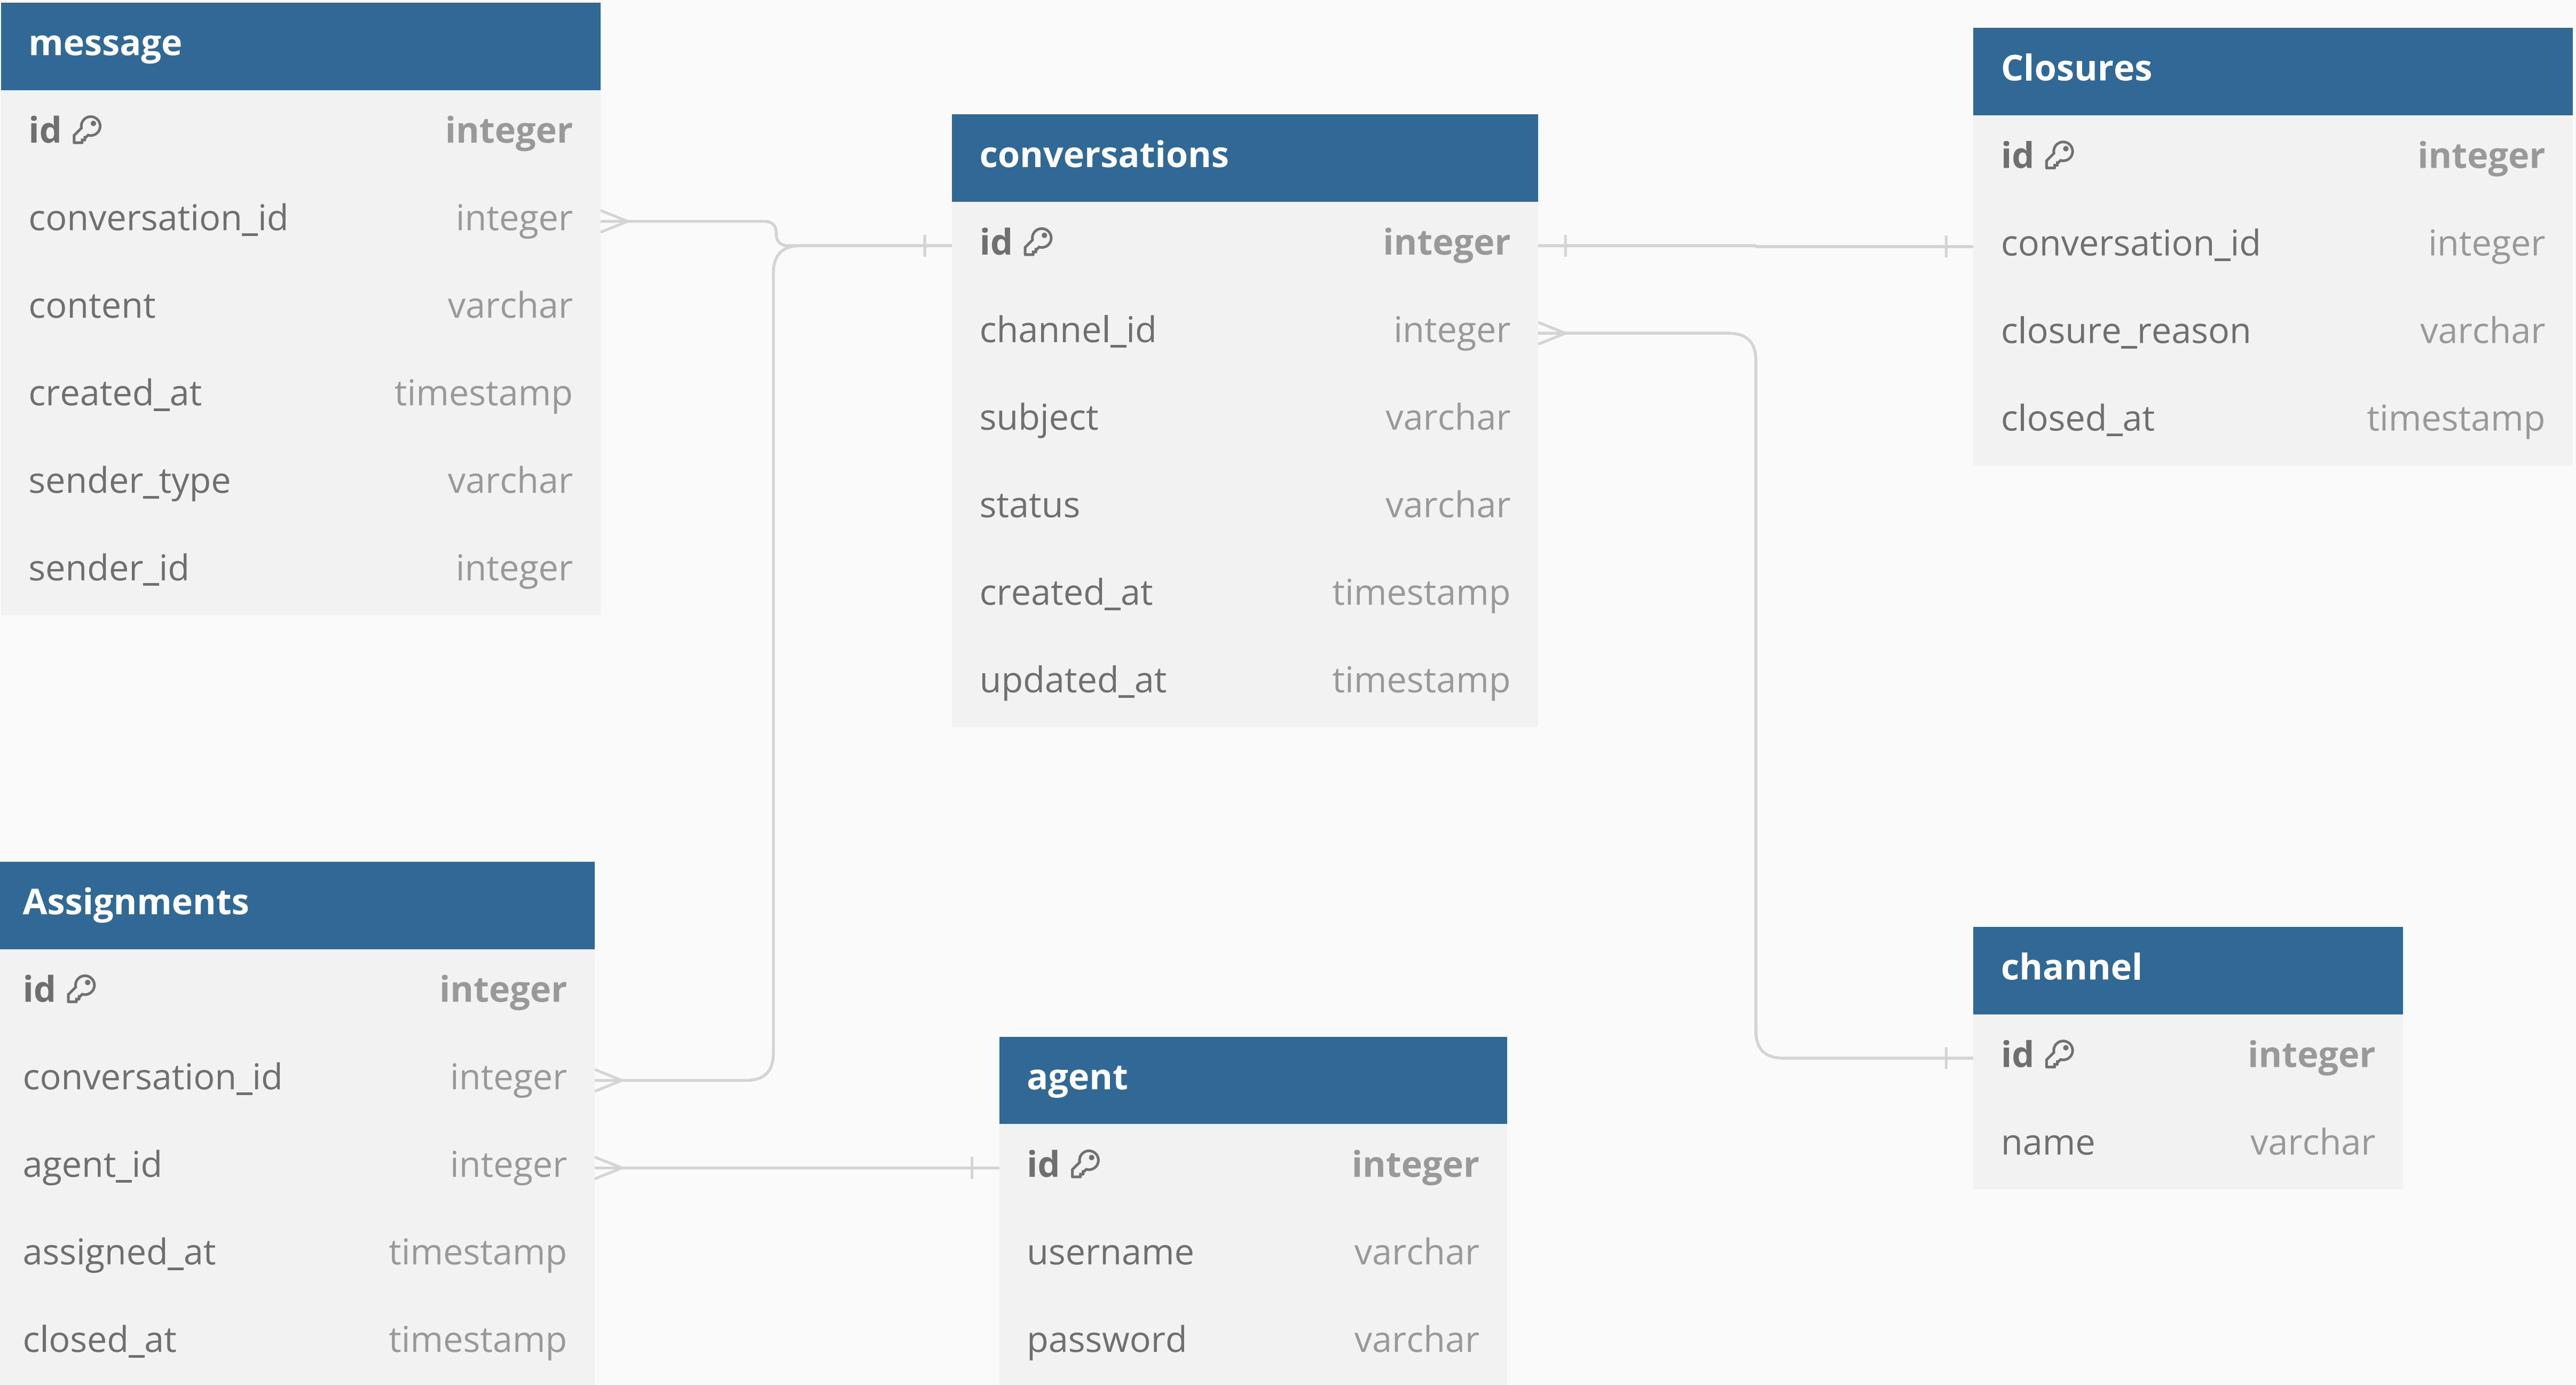 message
id integer
conversation_id integer
content varchar
created_at timestamp
sender_type varchar
sender_id integer
conversations
id integer
channel_id integer
subject varchar
status varchar
created_at timestamp
updated_at timestamp
Closures
id integer
conversation_id integer
closure_reason varchar
closed_at timestamp
Assignments
id integer
conversation_id integer
agent_id integer
assigned_at timestamp
closed_at timestamp
agent
id integer
username varchar
password varchar
channel
id integer
name varchar